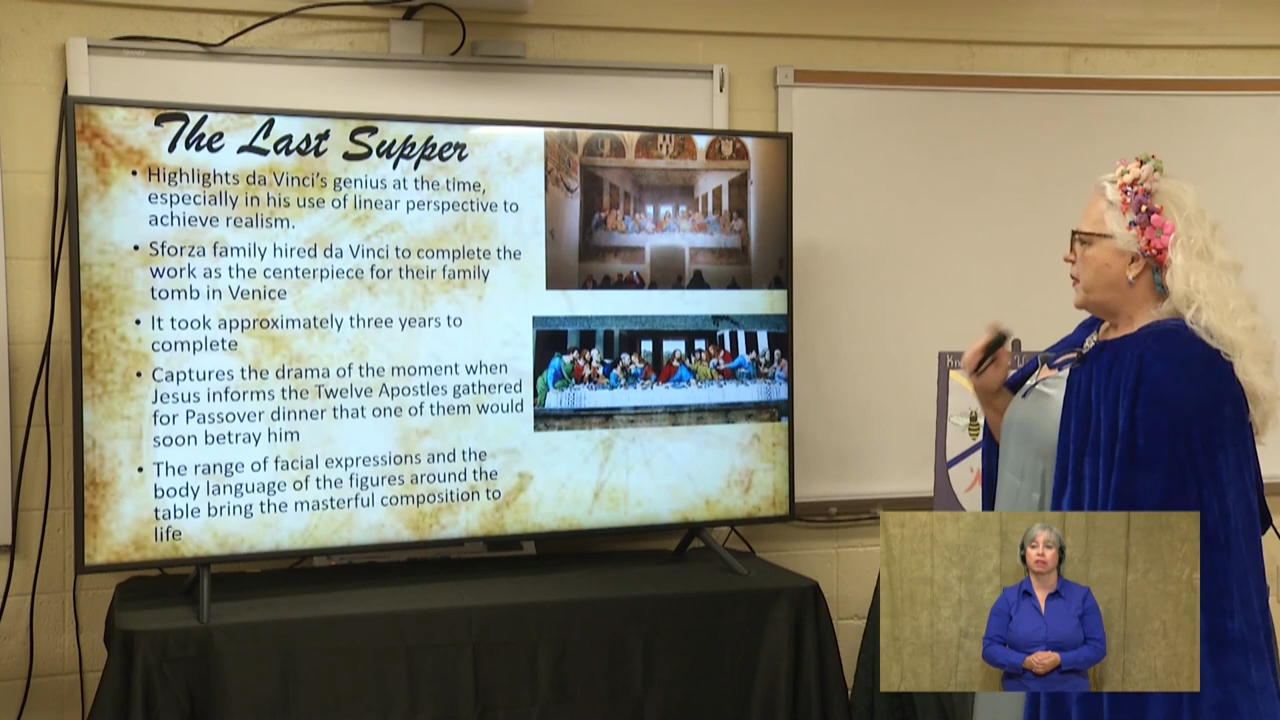 The Last Supper
• Highlights da Vinci's genius at the time,
especially in his use of linear perspective to
achieve realism.
• Sforza family hired da Vinci to complete the
work as the centerpiece for their family
tomb in Venice
• It took approximately three years to
complete
• Captures the drama of the moment when
Jesus informs the Twelve Apostles gathered
for Passover dinner that one of them would
soon betray him
• The range of facial expressions and the
body language of the figures around the
table bring the masterful composition to
life